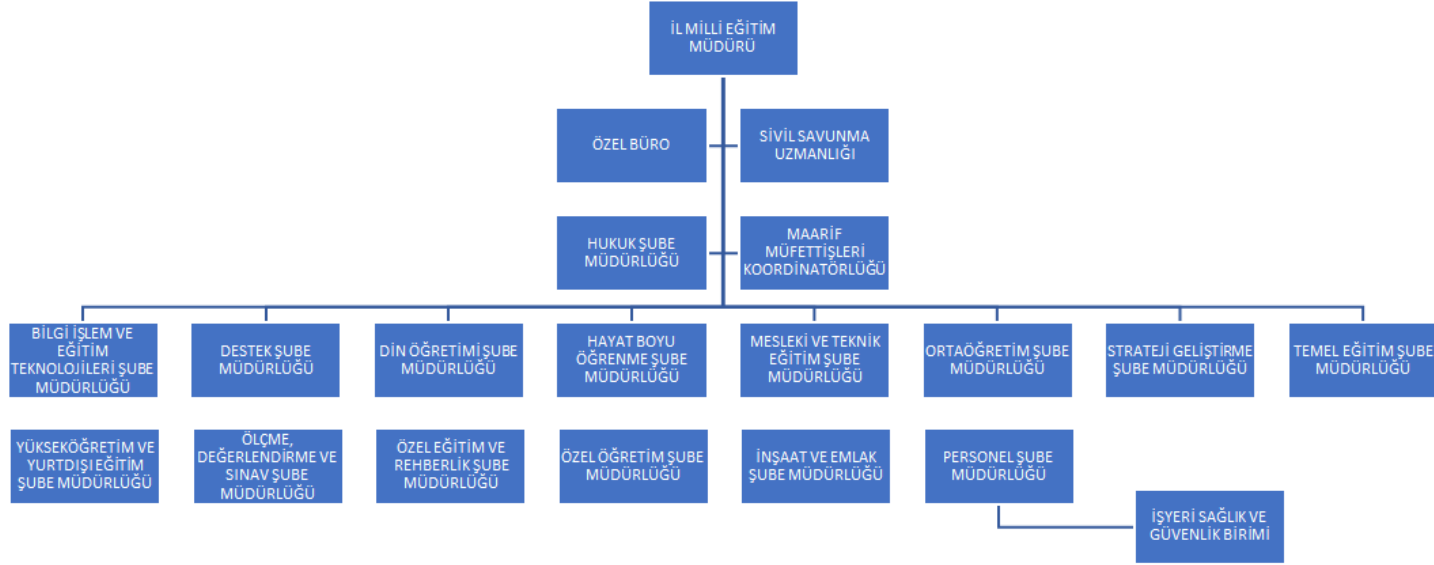 İL MİLLİ EĞİTİM
MÜDÜRÜ
ÖZEL BÜRO
SİVİL SAVUNMA
UZMANLIĞI
HUKUK ŞUBE
MÜDÜRLÜĞÜ
MAARİF
MÜFETTİŞLERİ
KOORDİNATÖRLÜĞÜ
BİLGİ İŞLEM VE
EĞİTİM
TEKNOLOJİLERİ ŞUBE
MÜDÜRLÜĞÜ
DESTEK ŞUBE
MÜDÜRLÜĞÜ
DİN ÖĞRETİMİ ŞUBE
MÜDÜRLÜĞÜ
HAYAT BOYU
ÖĞRENME ŞUBE
MÜDÜRLÜĞÜ
MESLEKİ VE TEKNİK
EĞİTİM ŞUBE
MÜDÜRLÜĞÜ
ORTAÖĞRETİM ŞUBE
MÜDÜRLÜĞÜ
STRATEJİ GELİŞTİRME
ŞUBE MÜDÜRLÜĞÜ
TEMEL EĞİTİM ŞUBE
MÜDÜRLÜĞÜ
YÜKSEKÖĞRETİM VE
YURTDIŞI EĞİTİM
ŞUBE MÜDÜRLÜĞÜ
ÖLÇME,
DEĞERLENDİRME VE
SINAV ŞUBE
MÜDÜRLÜĞÜ
ÖZEL EĞİTİM VE
REHBERLİK ŞUBE
MÜDÜRLÜĞÜ
ÖZEL ÖĞRETİM ŞUBE
MÜDÜRLÜĞÜ
İNŞAAT VE EMLAK
ŞUBE MÜDÜRLÜĞÜ
PERSONEL ŞUBE
MÜDÜRLÜĞÜ
İŞYERİ SAĞLIK VE
GÜVENLİK BİRİMİ